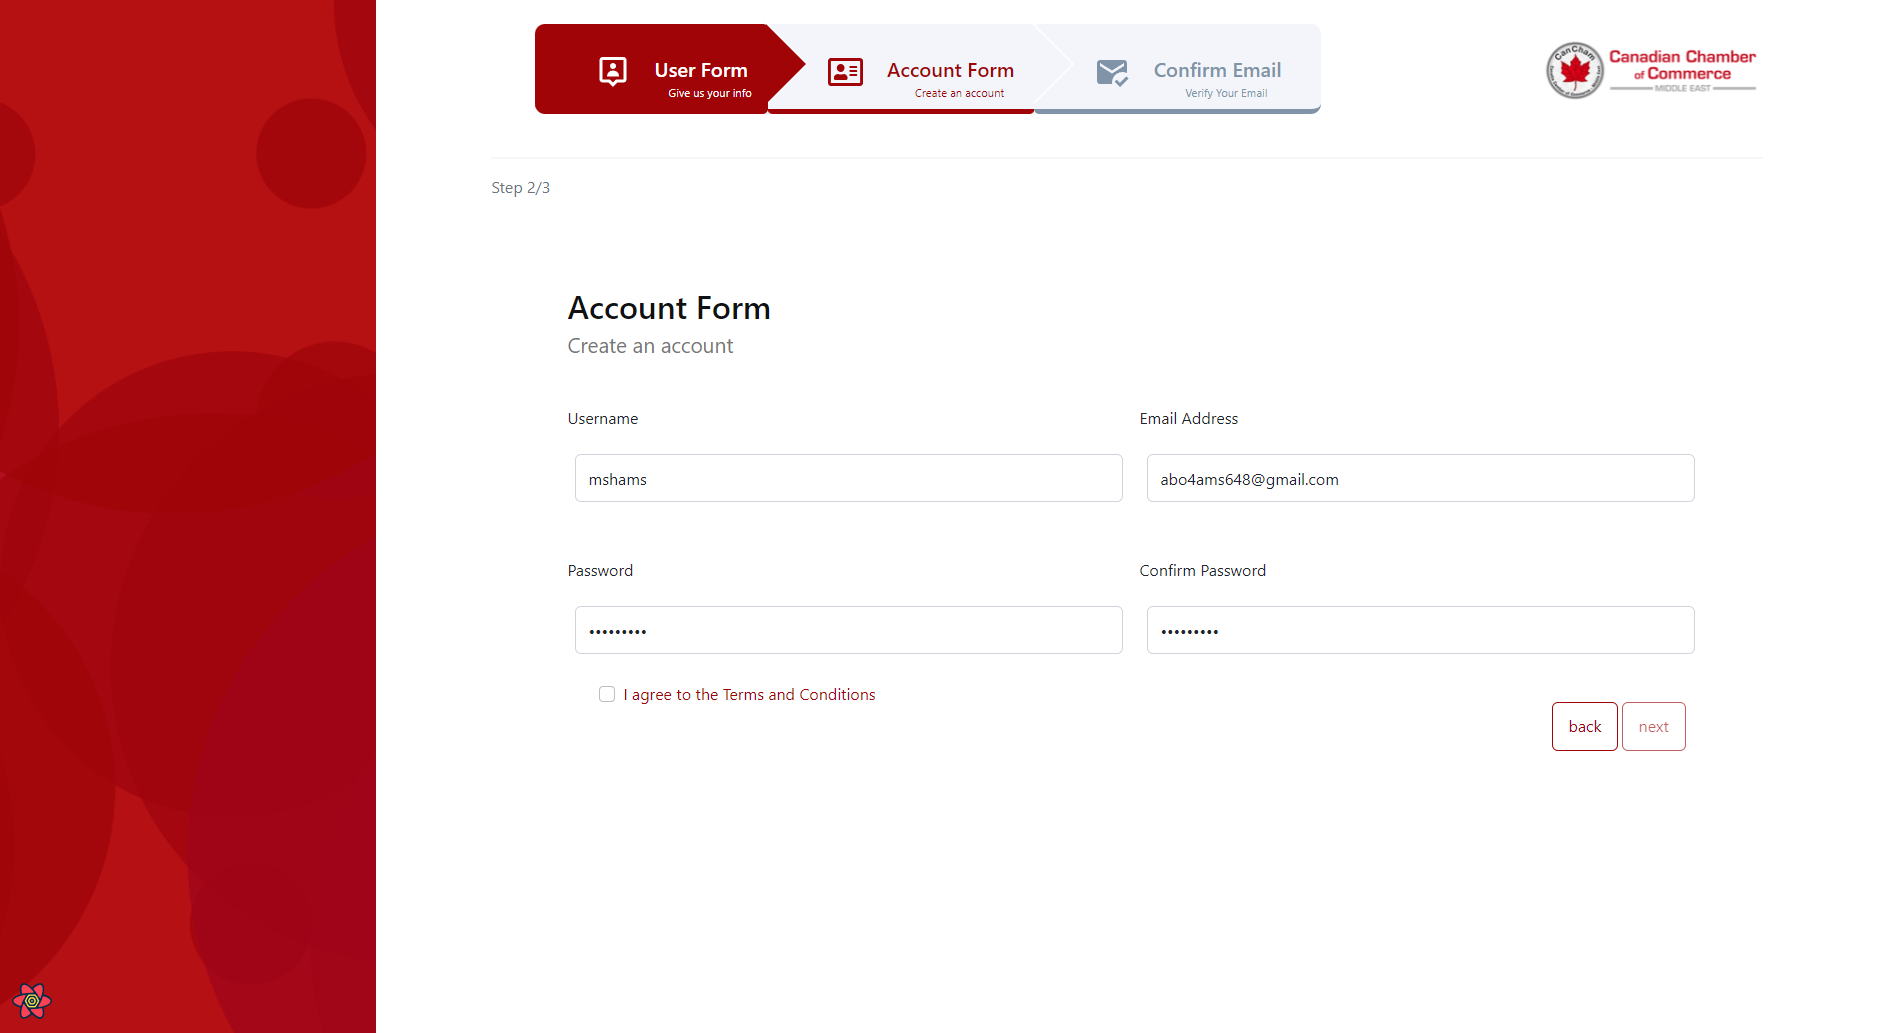 User Form
Give us your info
Account Form
Create an account
Confirm Email
Verify Your Email
CanCham
Canadian Chamber
of Commerce
MIDDLE EAST
Step 2/3
Account Form
Create an account
Username
Email Address
mshams
abo4ams648@gmail.com
Password
Confirm Password
•••••••••
•••••••••
I agree to the Terms and Conditions
back
next